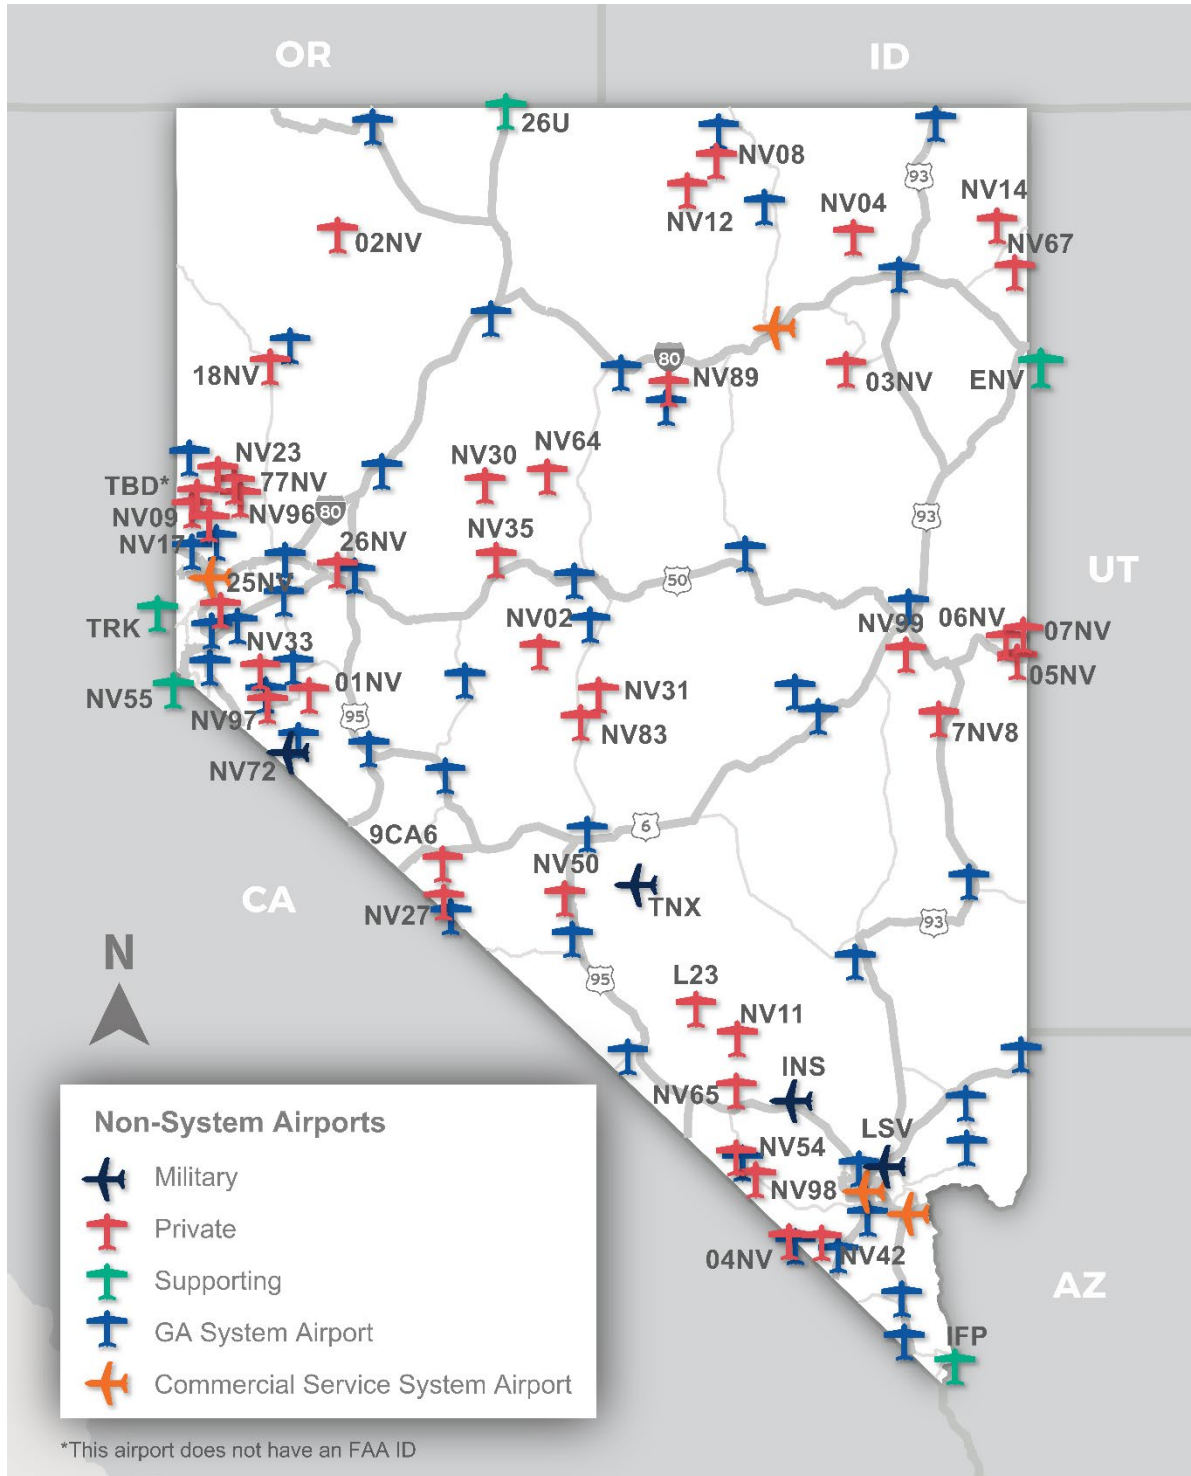 OR
ID
26U
NV08
93
NV14
NV12
NV04
02NV
NV67
80
18NV
NV89
03NV
ENV
NV23
NV64
NV30
TBD*
77NV
NV09
NV96
80
93
NV17
26NV
NV35
UT
25NV
50
06NV
TRK
NV02
NV99
07NV
NV33
05NV
NV55
01NV
NV31
NV97
95
NV83
7NV8
NV72
6
9CA6
NV50
CA
TNX
NV27
93
N
L23
95
NV11
INS
NV65
LSV
NV54
NV98
04NV
NV42
AZ
IFP
Non-System Airports
Military
Private
Supporting
GA System Airport
Commercial Service System Airport
*This airport does not have an FAA ID